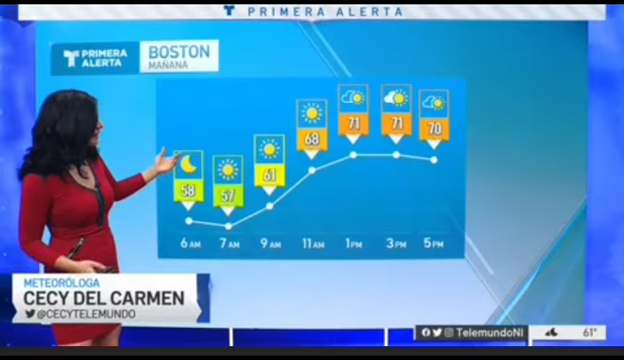 PRIMERA ALERTA
PRIMERA ALERTA
BOSTON
MAÑANA
58
57
61
68
71
71
70
6 AM
7 AM
9 AM
11 AM
1 PM
3 PM
5 PM
METEORÓLOGA
CECY DEL CARMEN
@CECYTELEMUNDO
TelemundoNI
61°